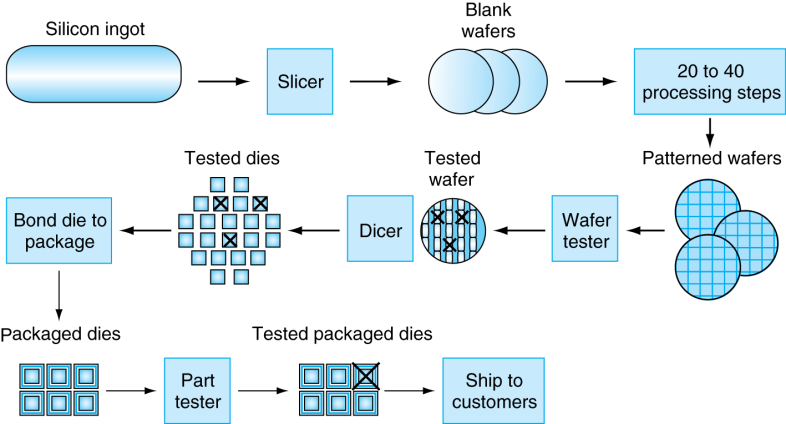 Silicon ingot
Slicer
Blank
wafers
20 to 40
processing steps
Patterned wafers
Wafer
tester
Tested
wafer
Dicer
Tested dies
Bond die to
package
Packaged dies
Part
tester
Tested packaged dies
Ship to
customers